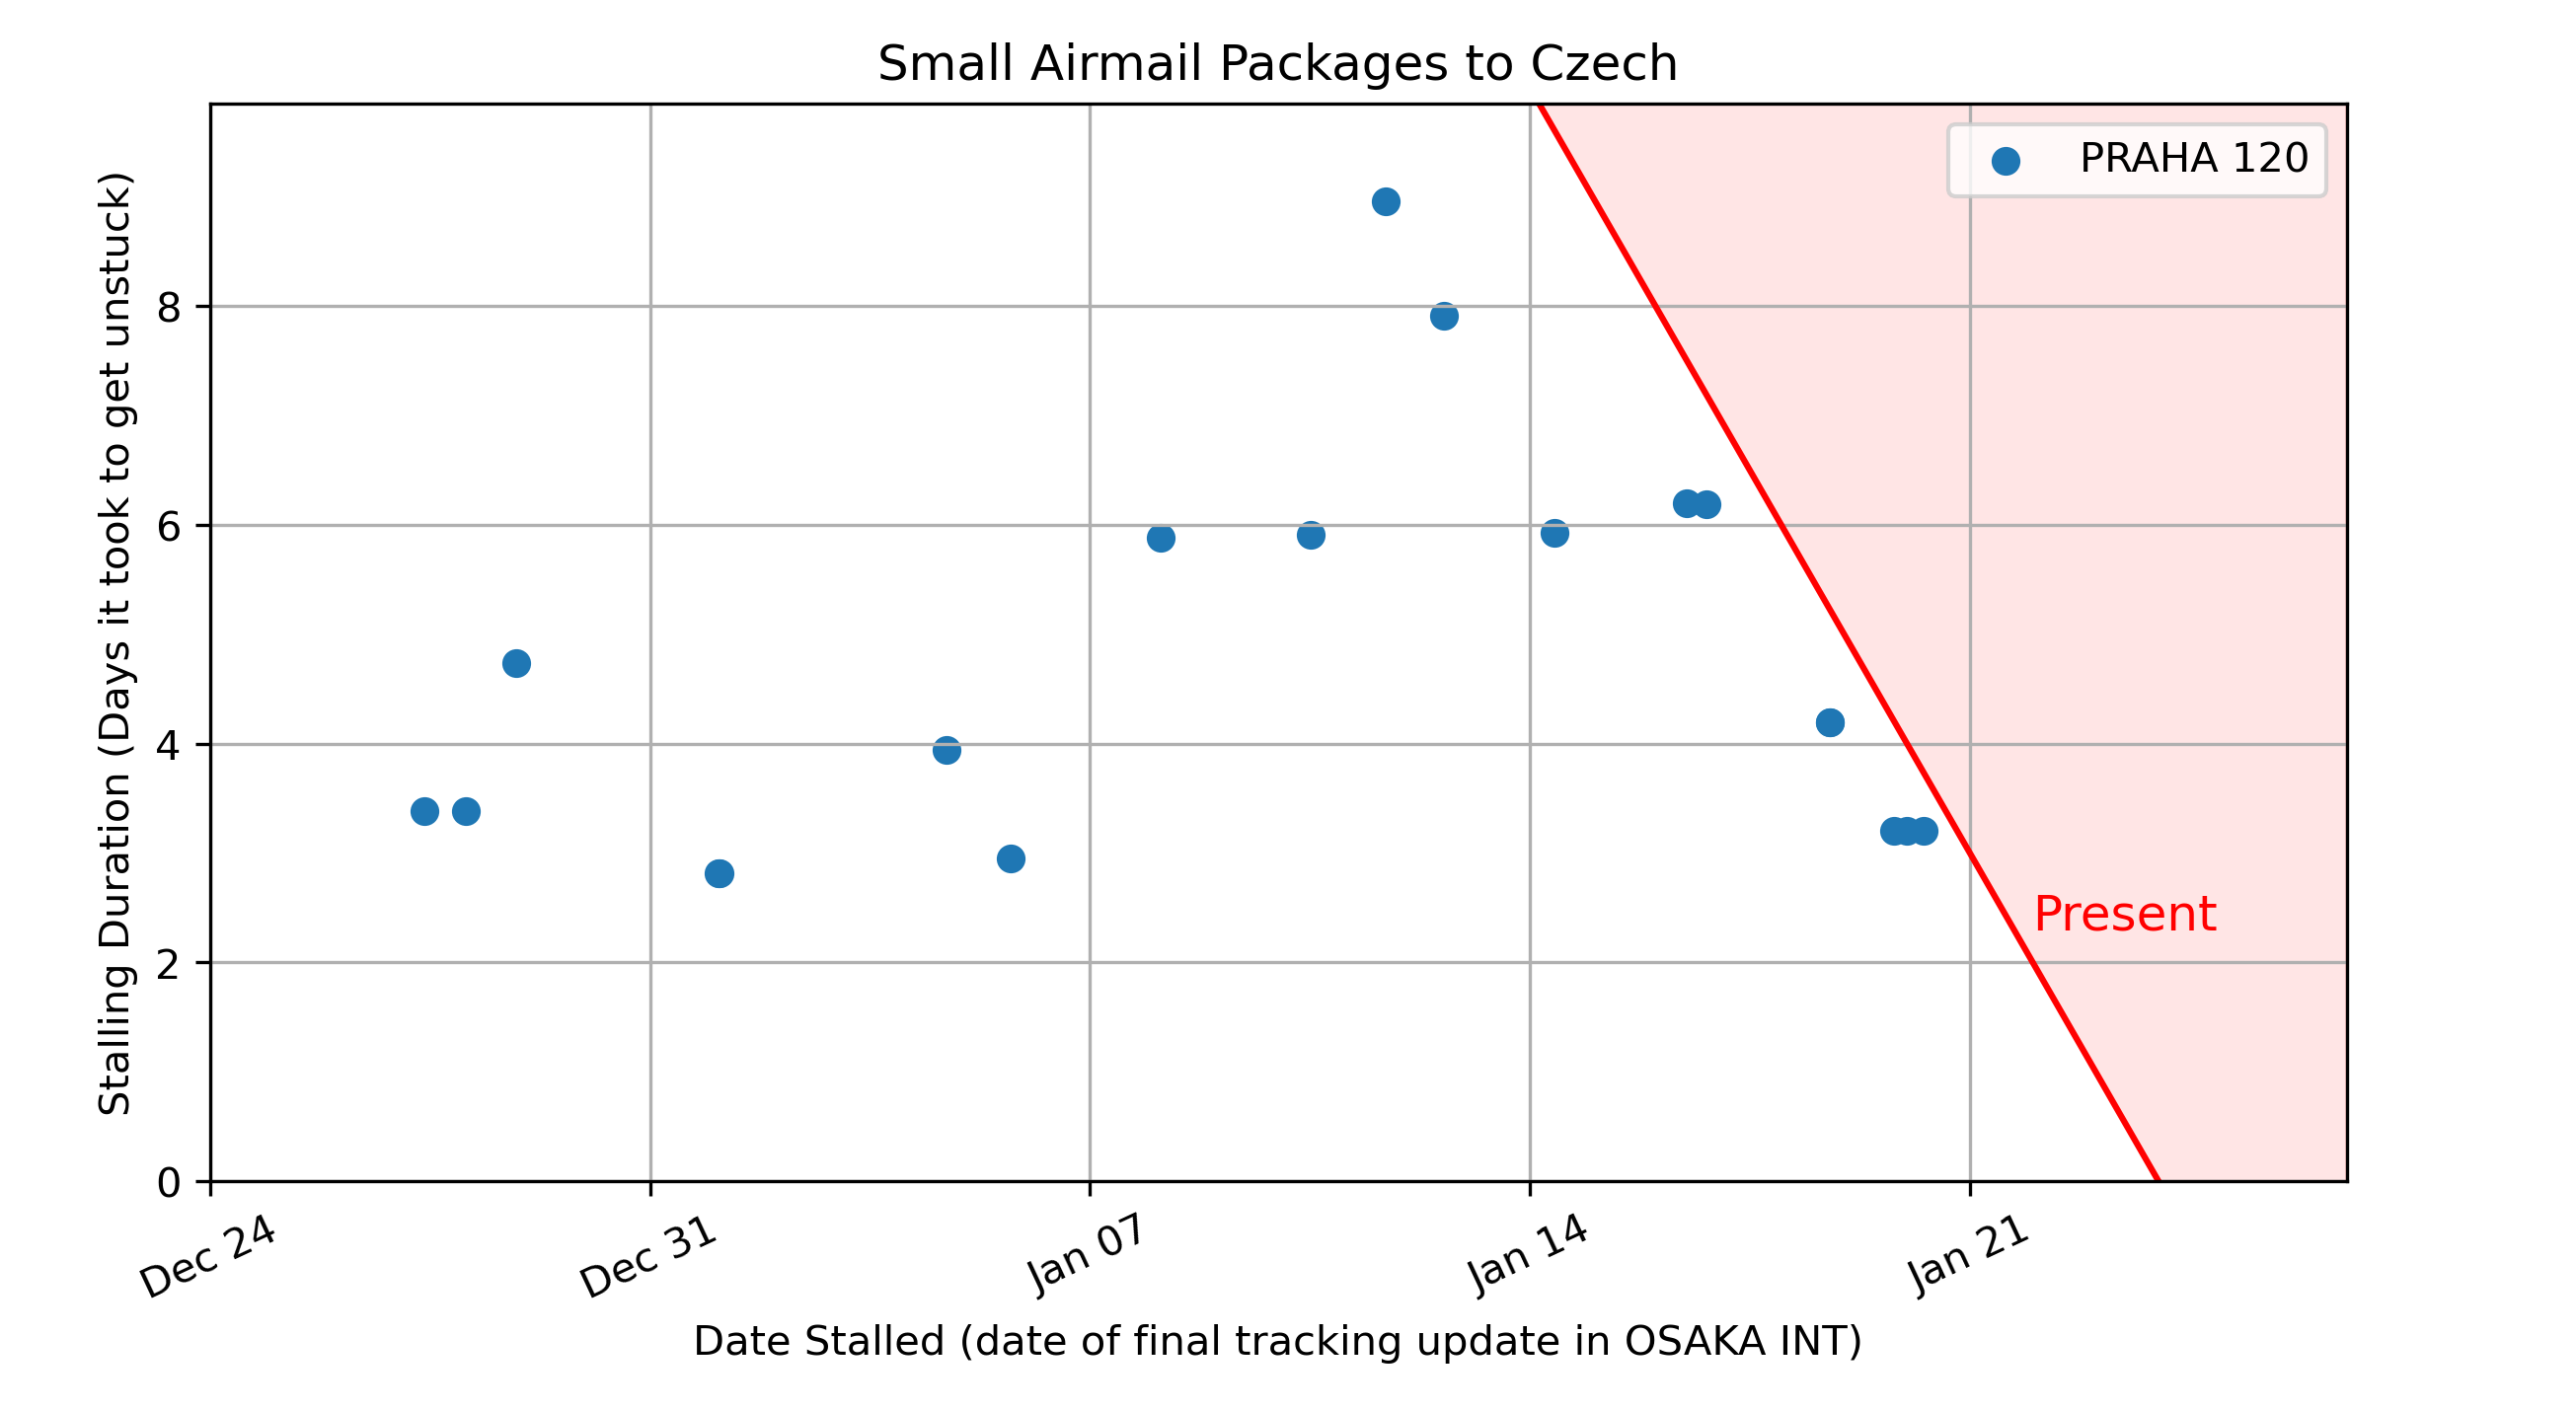 Small Airmail Packages to Czech
PRAHA 120
Stalling Duration (Days it took to get unstuck)
8
6
4
2
0
Present
Dec 24
Dec 31
Jan 07
Jan 14
Jan 21
Date Stalled (date of final tracking update in OSAKA INT)